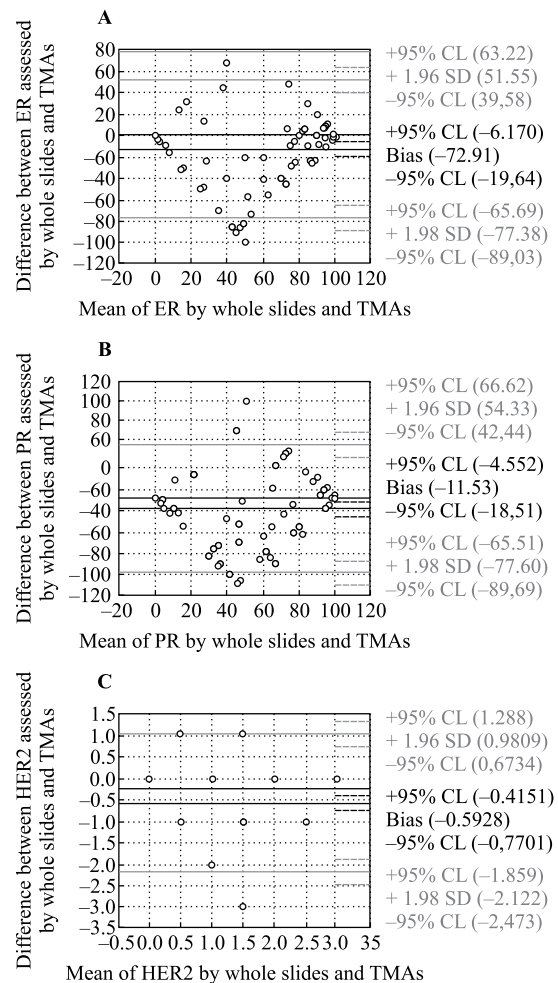 A
Difference between ER assessed
by whole slides and TMAs
80
60
40
20
0
–60
–40
–60
–80
–100
–120
–20 0 20 40 60 80 100 120
Mean of ER by whole slides and TMAs
+95% CL (63.22)
+ 1.96 SD (51.55)
–95% CL (39,58)
+95% CL (–6.170)
Bias (–72.91)
–95% CL (–19,64)
+95% CL (–65.69)
+ 1.98 SD (–77.38)
–95% CL (–89,03)
B
Difference between PR assessed
by whole slides and TMAs
120
100
80
60
0
–60
–40
–60
–80
–100
–120
–20 0 20 40 60 80 100 120
Mean of PR by whole slides and TMAs
+95% CL (66.62)
+ 1.96 SD (54.33)
–95% CL (42,44)
+95% CL (–4.552)
Bias (–11.53)
–95% CL (–18,51)
+95% CL (–65.51)
+ 1.98 SD (–77.60)
–95% CL (–89,69)
C
Difference between HER2 assessed
by whole slides and TMAs
1.5
1.0
0.0
–0.5
–1.0
–2.0
–2.5
–3.0
–3.5
–0.5 0.0 0.5 1.0 1.5 2.0 2.5 3.0 35
Mean of HER2 by whole slides and TMAs
+95% CL (1.288)
+ 1.96 SD (0.9809)
–95% CL (0,6734)
+95% CL (–0.4151)
Bias (–0.5928)
–95% CL (–0,7701)
+95% CL (–1.859)
+ 1.98 SD (–2.122)
–95% CL (–2,473)